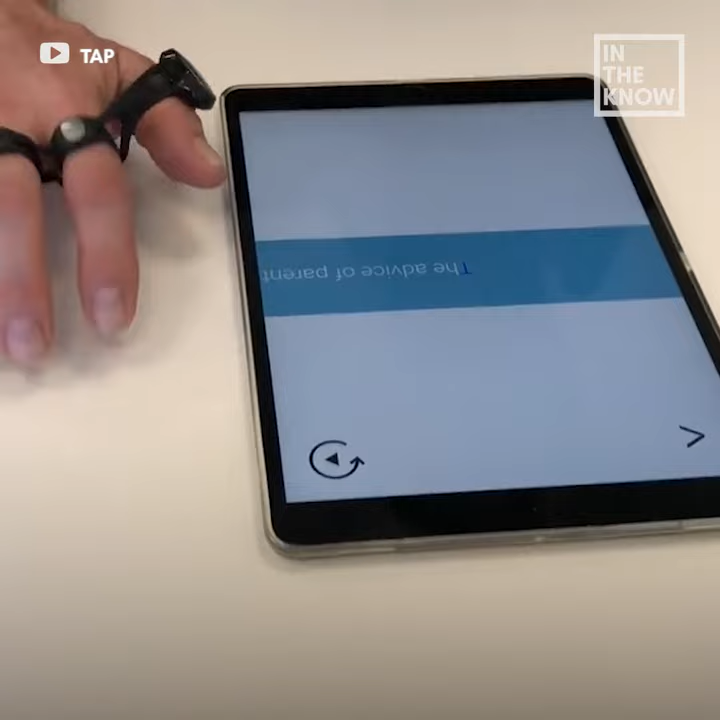 TAP
IN
THE
KNOW
The advice of parent